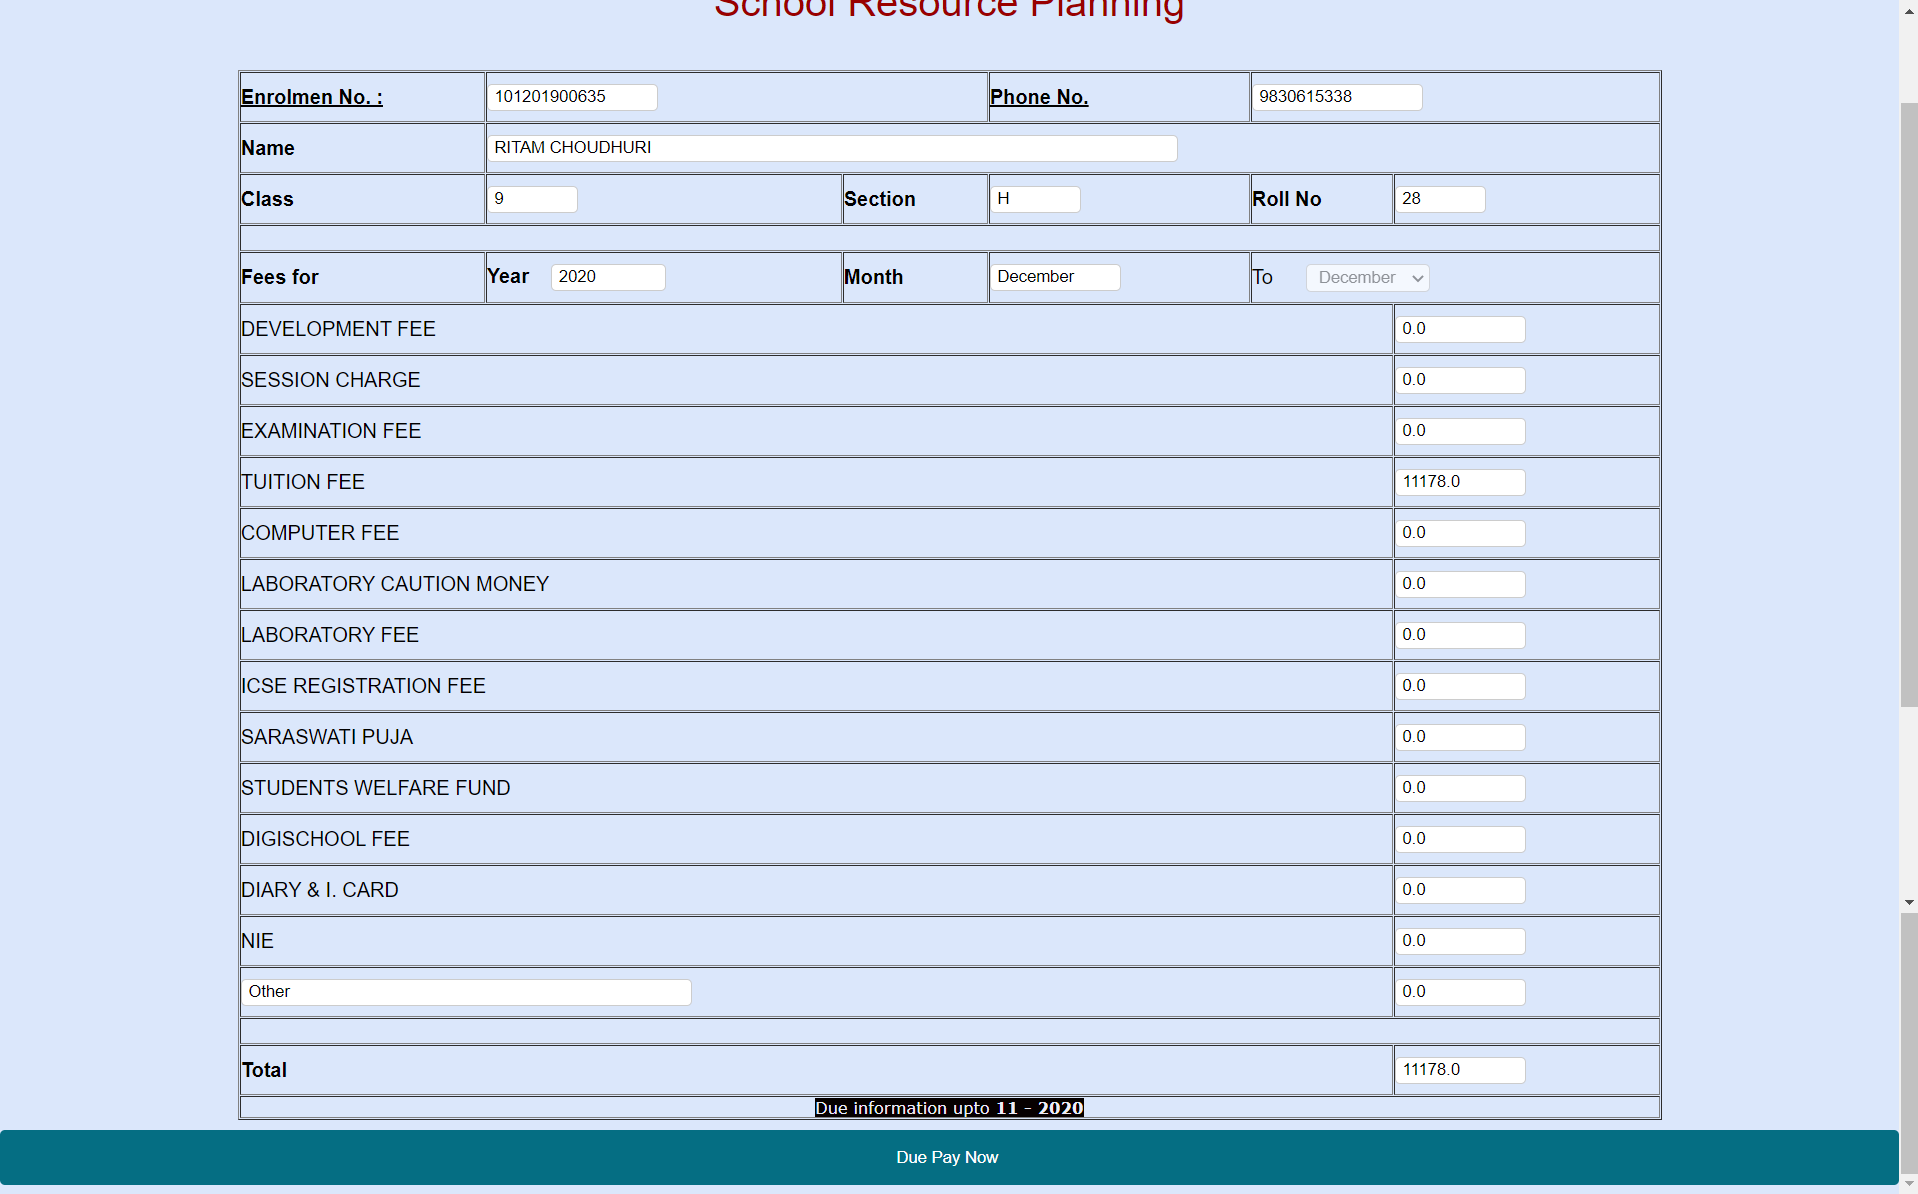 School Resource Planning
Enrolmen No. : 101201900635 Phone No. 9830615338
Name RITAM CHOUDHURI
Class 9 Section H Roll No 28
Fees for Year 2020 Month December To December
DEVELOPMENT FEE 0.0
SESSION CHARGE 0.0
EXAMINATION FEE 0.0
TUITION FEE 11178.0
COMPUTER FEE 0.0
LABORATORY CAUTION MONEY 0.0
LABORATORY FEE 0.0
ICSE REGISTRATION FEE 0.0
SARASWATI PUJA 0.0
STUDENTS WELFARE FUND 0.0
DIGISCHOOL FEE 0.0
DIARY & I. CARD 0.0
NIE 0.0
Other 0.0
Total 11178.0
Due information upto 11 - 2020
Due Pay Now